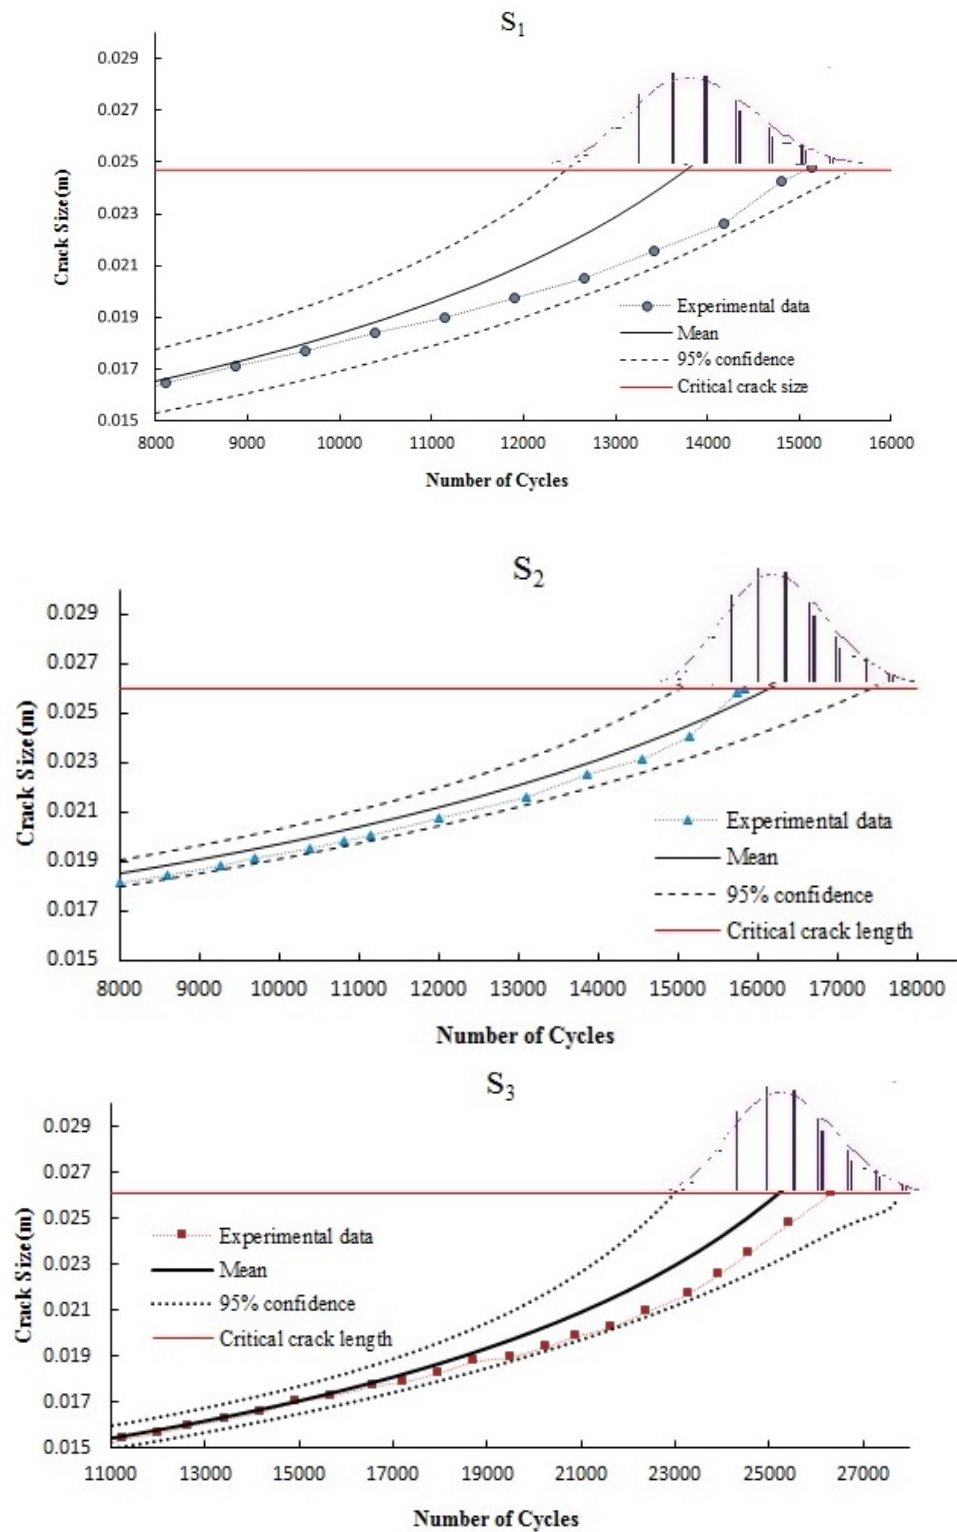 S₁
0.029
0.027
0.025
0.023
0.021
0.019
0.017
0.015
Crack Size(m)
Experimental data
Mean
95% confidence
Critical crack size
8000 9000 10000 11000 12000 13000 14000 15000 16000
Number of Cycles
S₂
0.029
0.027
0.025
0.023
0.021
0.019
0.017
0.015
Crack Size(m)
Experimental data
Mean
95% confidence
Critical crack length
8000 9000 10000 11000 12000 13000 14000 15000 16000 17000 18000
Number of Cycles
S₃
0.029
0.027
0.025
0.023
0.021
0.019
0.017
0.015
Crack Size(m)
Experimental data
Mean
95% confidence
Critical crack length
11000 13000 15000 17000 19000 21000 23000 25000 27000
Number of Cycles